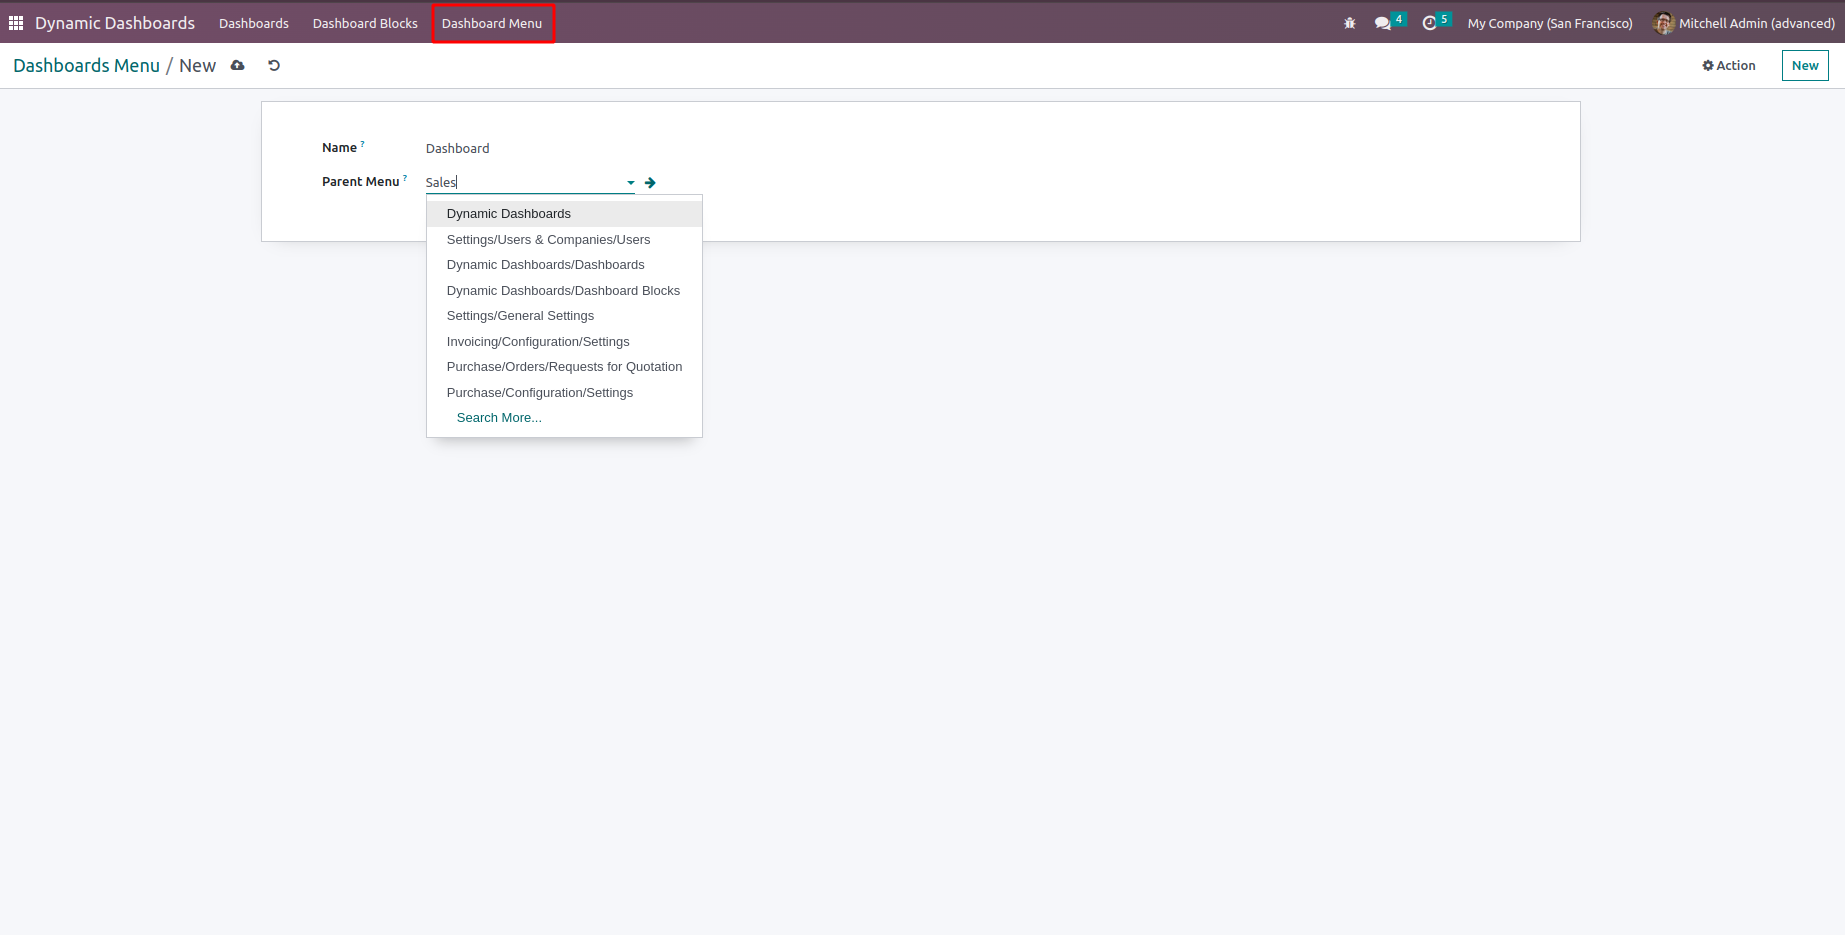 Dynamic Dashboards Dashboards Dashboard Blocks Dashboard Menu 4 5 My Company (San Francisco) Mitchell Admin (advanced)
Dashboards Menu / New Action New
Name ? Dashboard
Parent Menu ? Sales
Dynamic Dashboards
Settings/Users & Companies/Users
Dynamic Dashboards/Dashboards
Dynamic Dashboards/Dashboard Blocks
Settings/General Settings
Invoicing/Configuration/Settings
Purchase/Orders/Requests for Quotation
Purchase/Configuration/Settings
Search More...